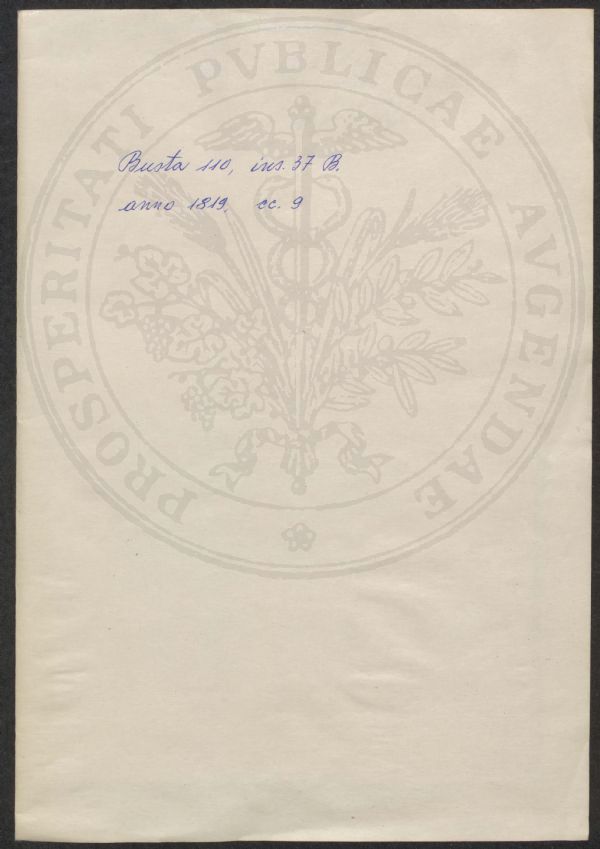 PROSPERITATI PVBLICAE AVGENDAE
Busta 110, ins. 37 B.
anno 1819, cc. 9